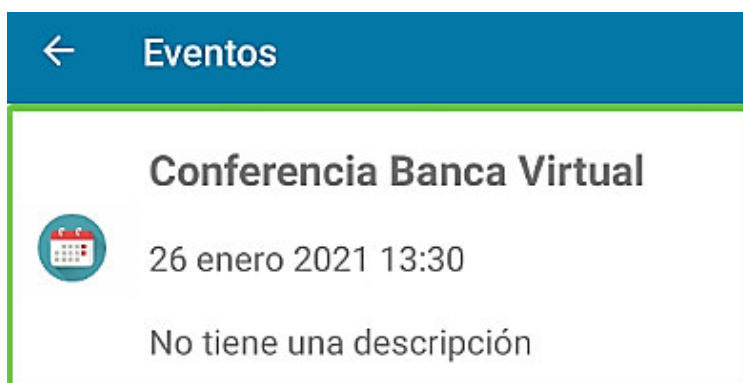 Eventos
Conferencia Banca Virtual
26 enero 2021 13:30
No tiene una descripción